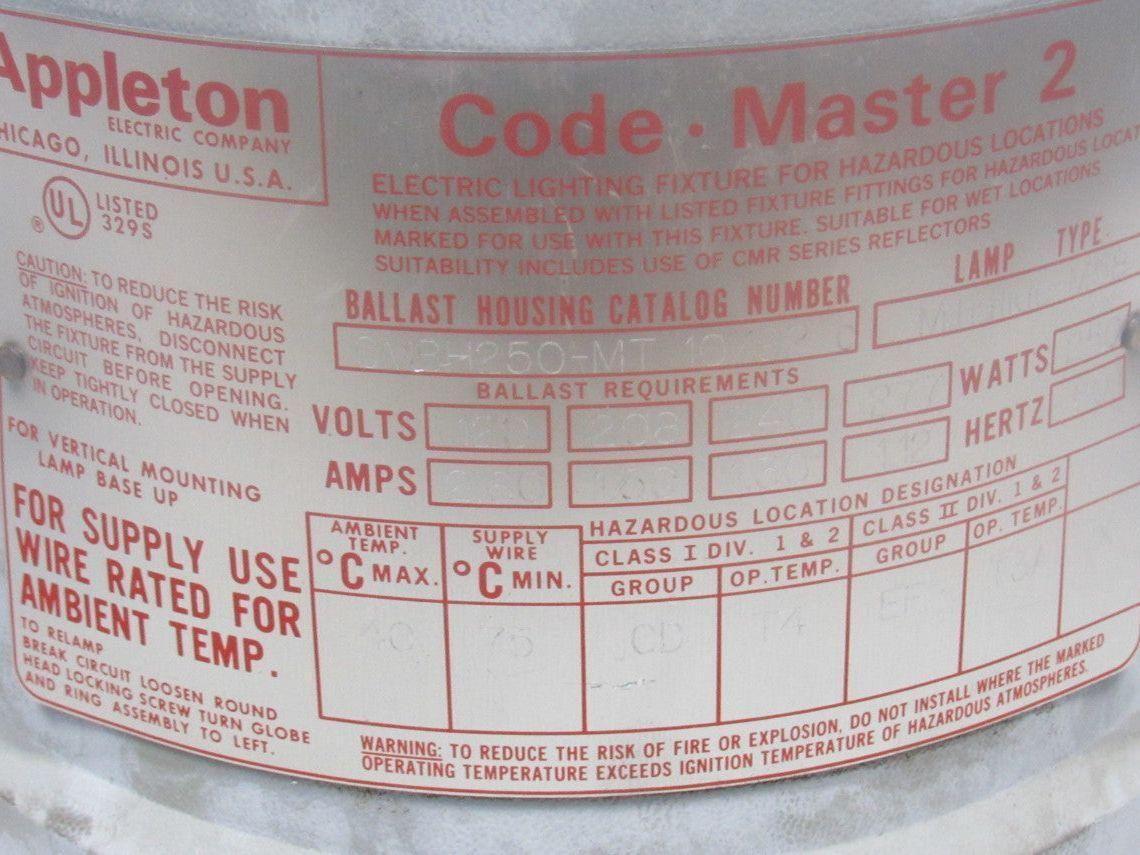 Appleton
ELECTRIC COMPANY
CHICAGO, ILLINOIS U.S.A.
Code · Master 2
ELECTRIC LIGHTING FIXTURE FOR HAZARDOUS LOCATIONS
WHEN ASSEMBLED WITH LISTED FIXTURE FITTINGS FOR HAZARDOUS
MARKED FOR USE WITH THIS FIXTURE. SUITABLE FOR WET LOCATIONS
SUITABILITY INCLUDES USE OF CMR SERIES REFLECTORS
UL ® LISTED
329S
CAUTION: TO REDUCE THE RISK
OF IGNITION OF HAZARDOUS
ATMOSPHERES, DISCONNECT
THE FIXTURE FROM THE SUPPLY
CIRCUIT BEFORE OPENING.
KEEP TIGHTLY CLOSED WHEN
IN OPERATION.
FOR VERTICAL MOUNTING
LAMP BASE UP
FOR SUPPLY USE
WIRE RATED FOR
AMBIENT TEMP.
TO RELAMP
BREAK CIRCUIT LOOSEN ROUND
HEAD LOCKING SCREW TURN GLOBE
AND RING ASSEMBLY TO LEFT.
BALLAST HOUSING CATALOG NUMBER
LAMP TYPE
BALLAST REQUIREMENTS
VOLTS 120 208 240 277 WATTS
AMPS HERTZ
AMBIENT TEMP. °C MAX.
SUPPLY WIRE °C MIN.
HAZARDOUS LOCATION DESIGNATION
CLASS I DIV. 1 & 2 CLASS II DIV. 1 & 2
GROUP OP. TEMP. GROUP OP. TEMP.
40 75 CD T4 EF
WARNING: TO REDUCE THE RISK OF FIRE OR EXPLOSION, DO NOT INSTALL WHERE THE MARKED
OPERATING TEMPERATURE EXCEEDS IGNITION TEMPERATURE OF HAZARDOUS ATMOSPHERES.